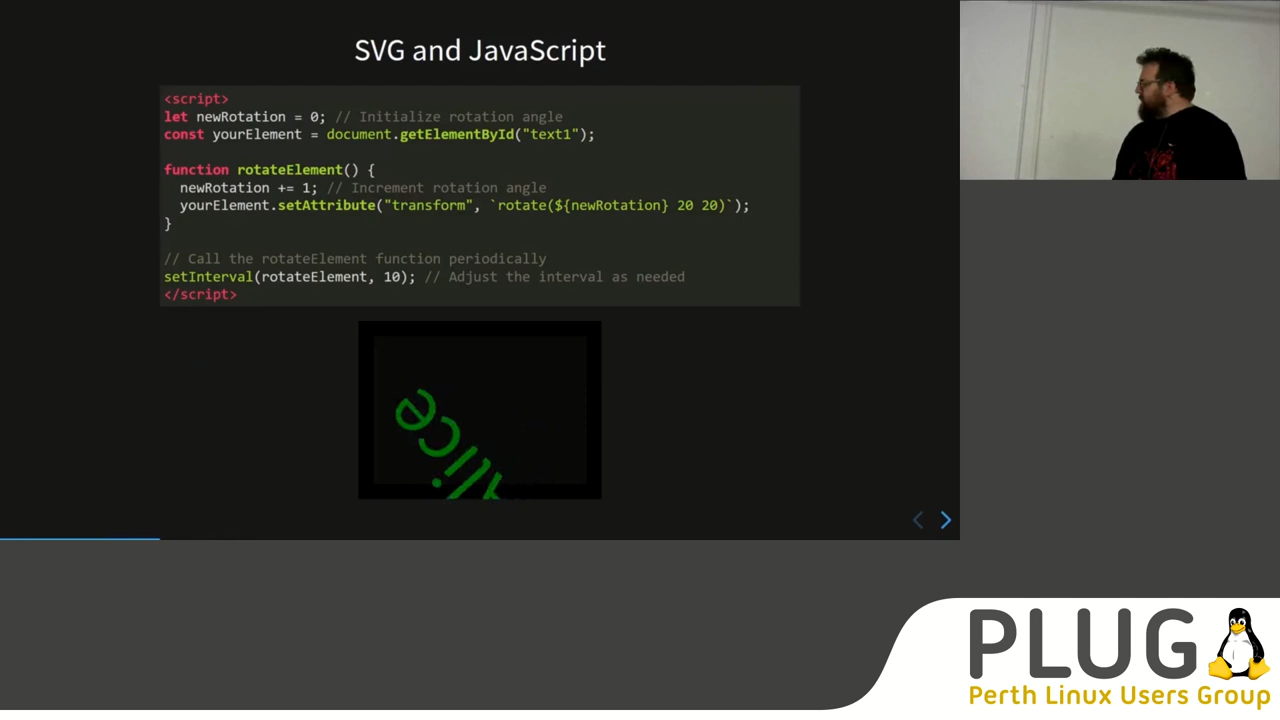 SVG and JavaScript
<script>
let newRotation = 0; // Initialize rotation angle
const yourElement = document.getElementById("text1");
function rotateElement() {
newRotation += 1; // Increment rotation angle
yourElement.setAttribute("transform", `rotate(${newRotation} 20 20)`);
}
// Call the rotateElement function periodically
setInterval(rotateElement, 10); // Adjust the interval as needed
</script>
Alice
PLUG
Perth Linux Users Group